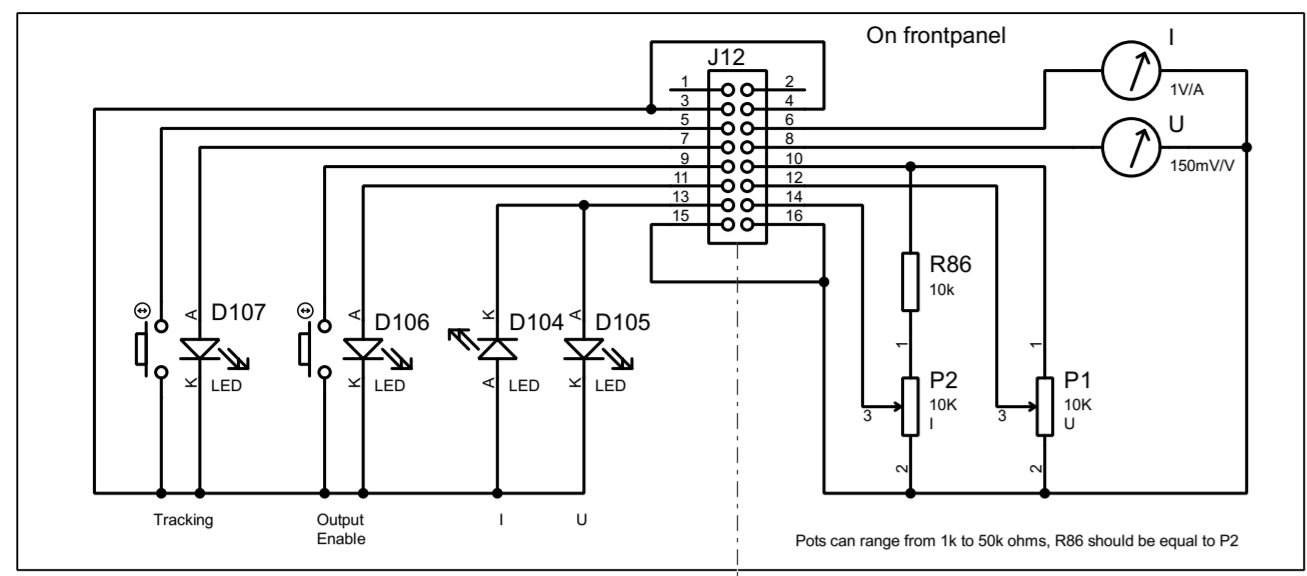 On frontpanel
I
1V/A
U
150mV/V
J12
1 2
3 4
5 6
7 8
9 10
11 12
13 14
15 16
R86
10k
1
1
P2
10K
I
3
2
P1
10K
U
3
2
A
D107
K
LED
A
D106
K
LED
K
D104
A
LED
A
D105
K
LED
Tracking
Output
Enable
I
U
Pots can range from 1k to 50k ohms, R86 should be equal to P2